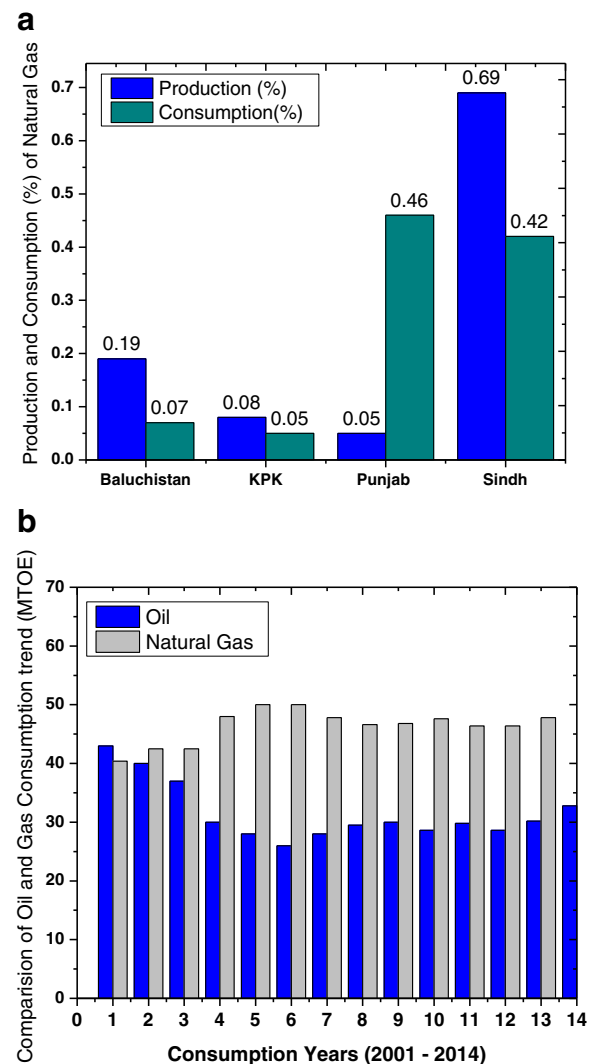 a
Production and Consumption (%) of Natural Gas
Production (%)
Consumption(%)
0.7
0.6
0.5
0.4
0.3
0.2
0.1
0.0
0.19
0.07
0.08
0.05
0.05
0.46
0.69
0.42
Baluchistan
KPK
Punjab
Sindh
b
Comparision of Oil and Gas Consumtption trend (MTOE)
Oil
Natural Gas
70
60
50
40
30
20
10
0
0 1 2 3 4 5 6 7 8 9 10 11 12 13 14
Consumption Years (2001 - 2014)